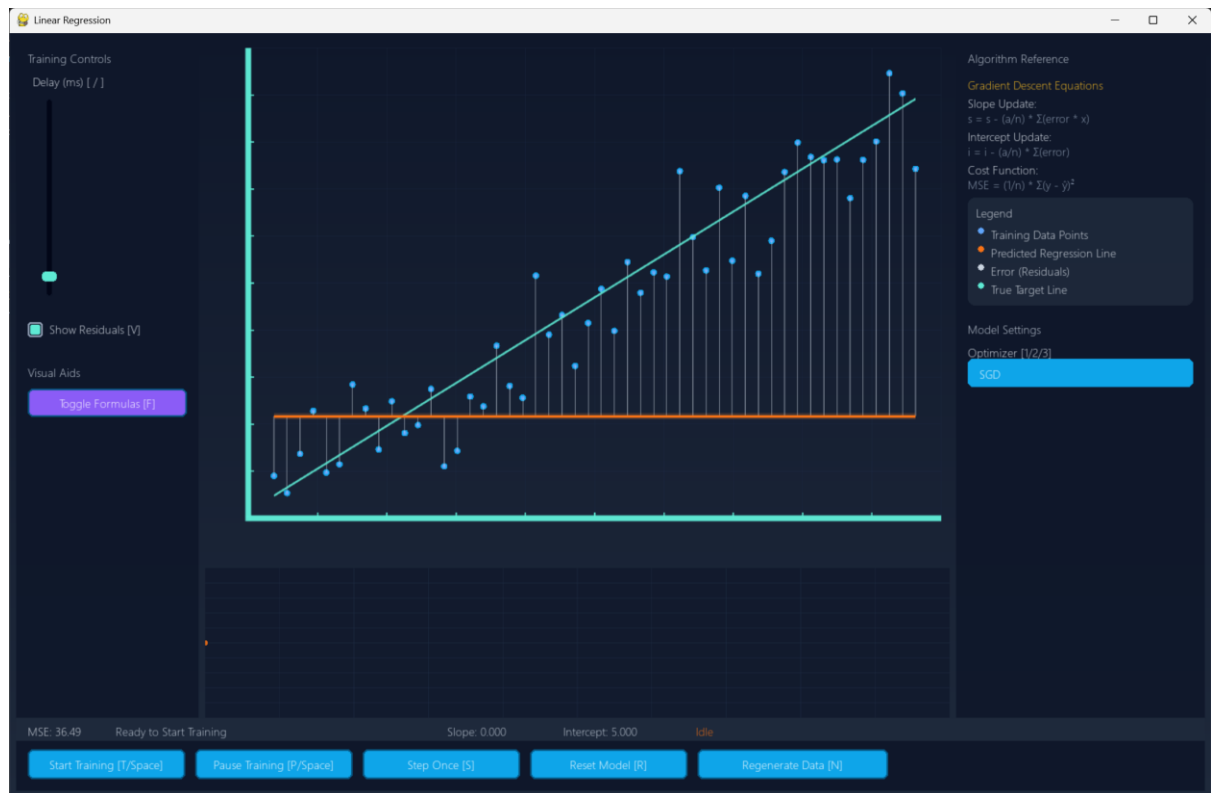 Linear Regression
Training Controls
Delay (ms) [ / ]
Show Residuals [V]
Visual Aids
Toggle Formulas [F]
Algorithm Reference
Gradient Descent Equations
Slope Update:
s = s - (a/n) * Σ(error * x)
Intercept Update:
i = i - (a/n) * Σ(error)
Cost Function:
MSE = (1/n) * Σ(y - ŷ)²
Legend
Training Data Points
Predicted Regression Line
Error (Residuals)
True Target Line
Model Settings
Optimizer [1/2/3]
SGD
MSE: 36.49 Ready to Start Training Slope: 0.000 Intercept: 5.000 Idle
Start Training [T/Space] Pause Training [P/Space] Step Once [S] Reset Model [R] Regenerate Data [N]